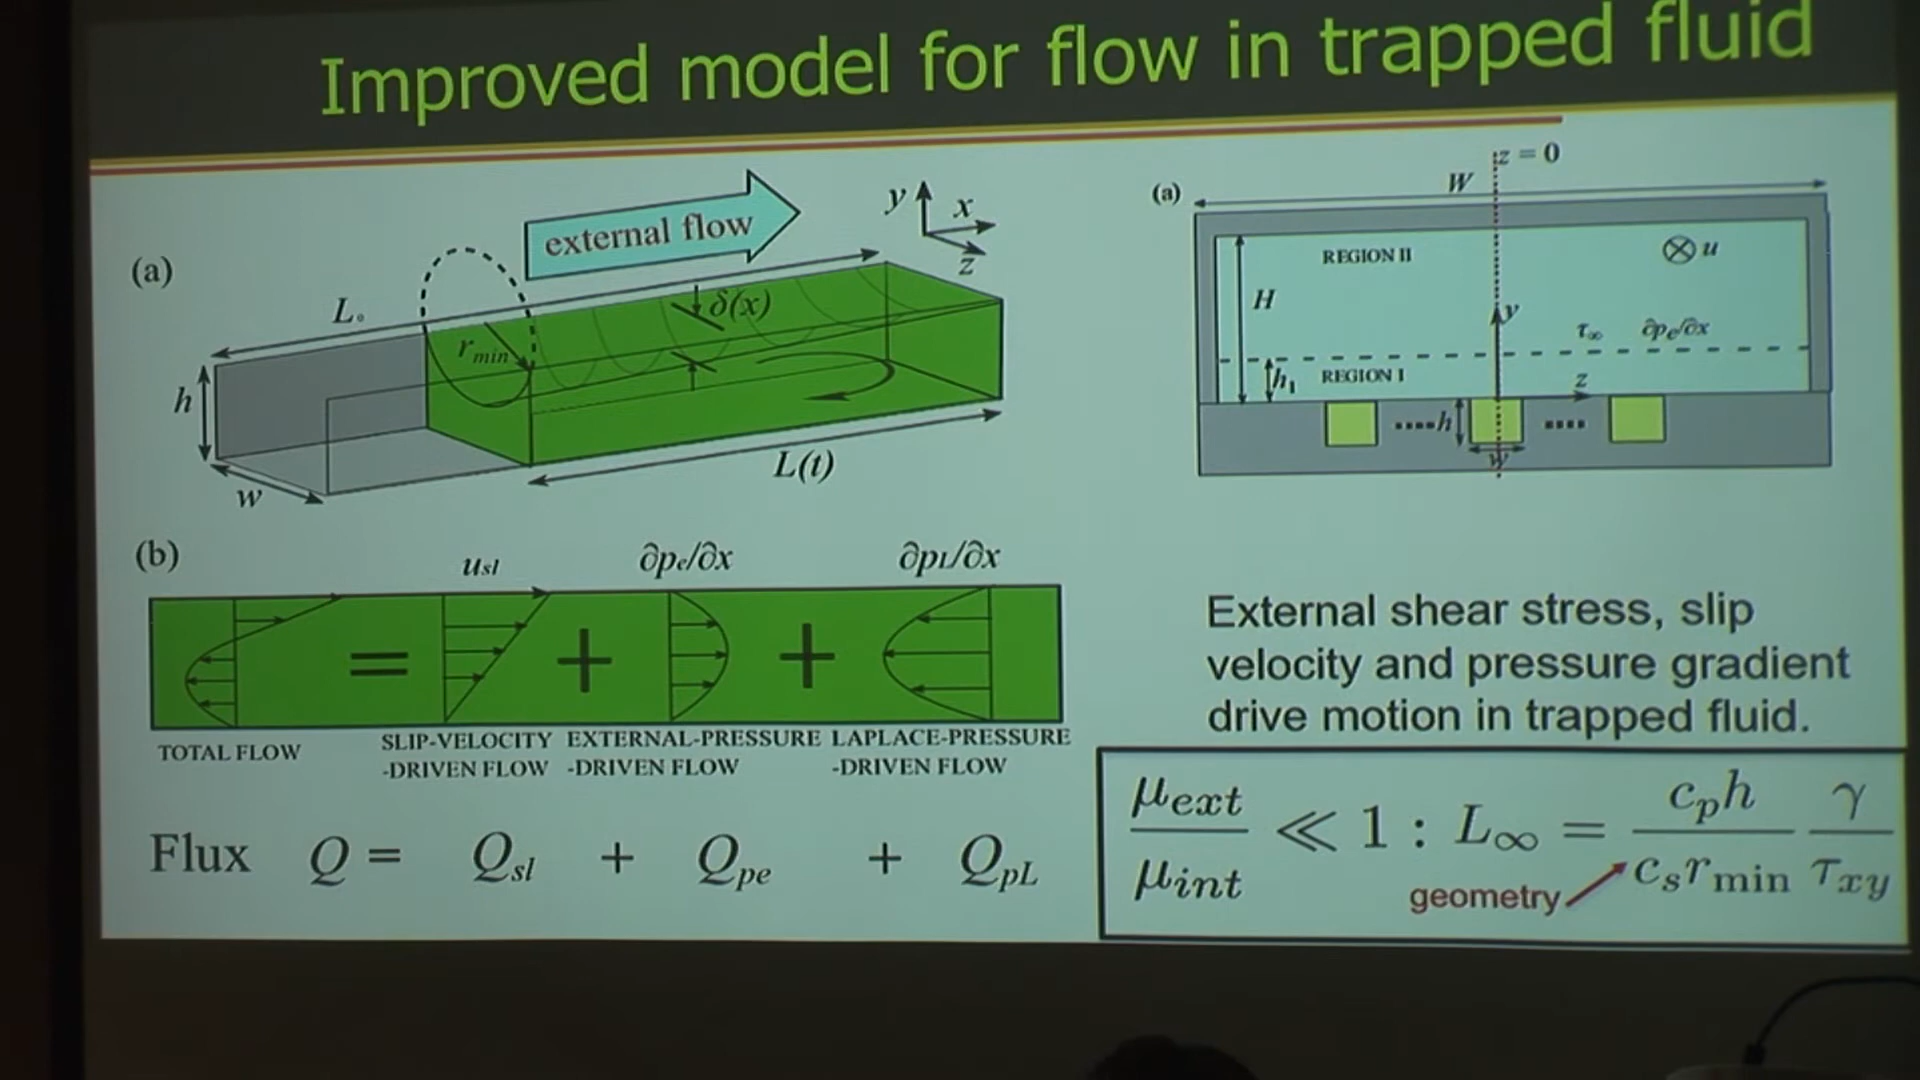 Improved model for flow in trapped fluid
(a)
external flow
y
x
z
L₀
δ(x)
r_min
h
w
L(t)
(a)
W
z = 0
REGION II
u
H
y
τ∞
∂pₑ/∂x
h₁
REGION I
z
h
w
(b)
u_sl
∂pₑ/∂x
∂p_L/∂x
= + +
TOTAL FLOW
SLIP-VELOCITY
-DRIVEN FLOW
EXTERNAL-PRESSURE
-DRIVEN FLOW
LAPLACE-PRESSURE
-DRIVEN FLOW
Flux Q = Q_sl + Q_pe + Q_pL
External shear stress, slip
velocity and pressure gradient
drive motion in trapped fluid.
μ_ext/μ_int ≪ 1 : L_∞ = (c_p h)/(c_s r_min) γ/τ_xy
geometry